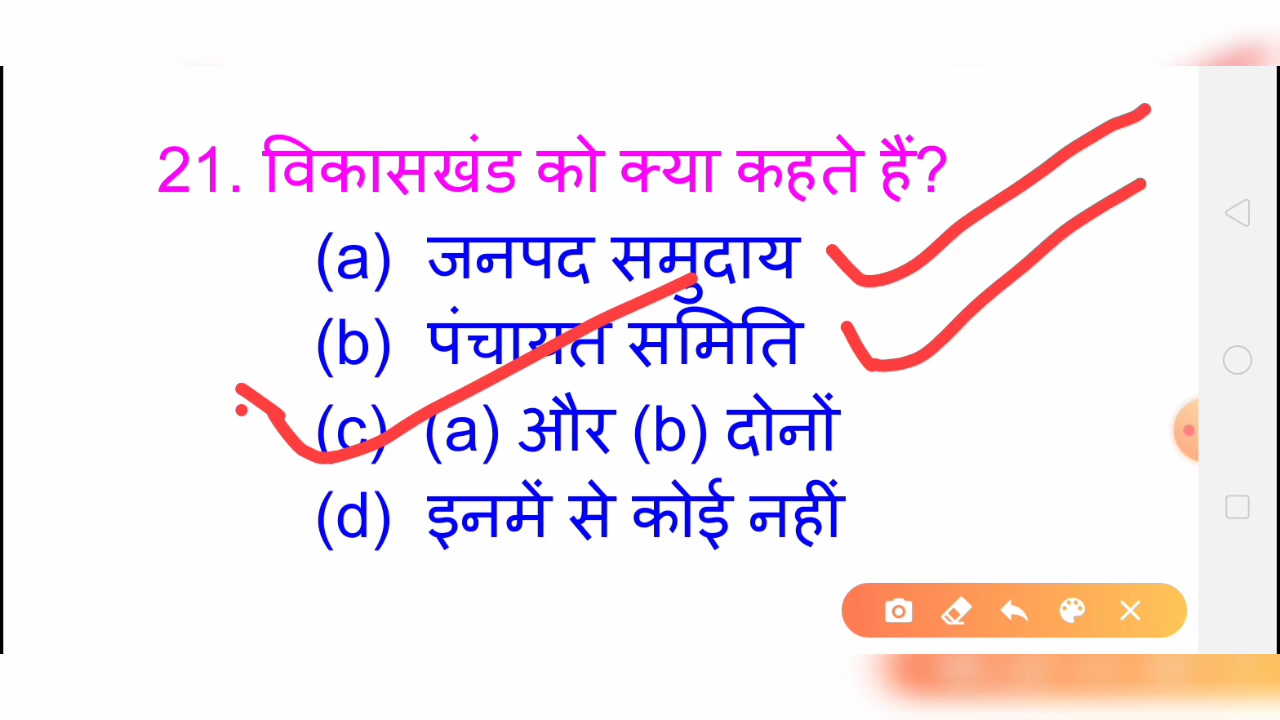 21. विकासखंड को क्या कहते हैं?
(a) जनपद समुदाय
(b) पंचायत समिति
(c) (a) और (b) दोनों
(d) इनमें से कोई नहीं